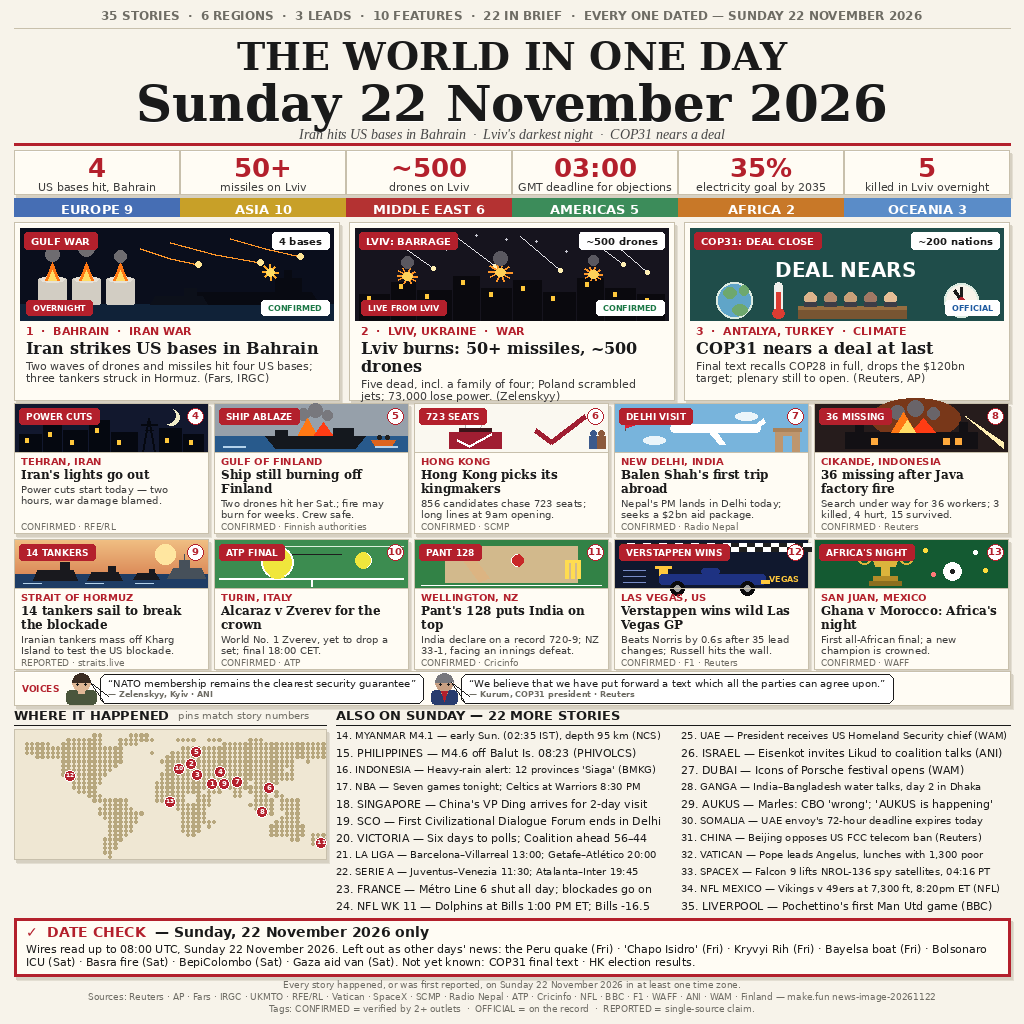 35 STORIES · 6 REGIONS · 3 LEADS · 10 FEATURES · 22 IN BRIEF · EVERY ONE DATED — SUNDAY 22 NOVEMBER 2026
THE WORLD IN ONE DAY
Sunday 22 November 2026
Iran hits US bases in Bahrain · Lviv's darkest night · COP31 nears a deal
4
US bases hit, Bahrain
50+
missiles on Lviv
~500
drones on Lviv
03:00
GMT deadline for objections
35%
electricity goal by 2035
5
killed in Lviv overnight
EUROPE 9
ASIA 10
MIDDLE EAST 6
AMERICAS 5
AFRICA 2
OCEANIA 3
GULF WAR
4 bases
OVERNIGHT
CONFIRMED
1 · BAHRAIN · IRAN WAR
Iran strikes US bases in Bahrain
Two waves of drones and missiles hit four US bases;
three tankers struck in Hormuz. (Fars, IRGC)
LVIV: BARRAGE
~500 drones
LIVE FROM LVIV
CONFIRMED
2 · LVIV, UKRAINE · WAR
Lviv burns: 50+ missiles, ~500
drones
Five dead, incl. a family of four; Poland scrambled
jets; 73,000 lose power. (Zelenskyy)
COP31: DEAL CLOSE
~200 nations
DEAL NEARS
OFFICIAL
3 · ANTALYA, TURKEY · CLIMATE
COP31 nears a deal at last
Final text recalls COP28 in full, drops the $120bn
target; plenary still to open. (Reuters, AP)
POWER CUTS
4
TEHRAN, IRAN
Iran's lights go out
Power cuts start today — two
hours, war damage blamed.
CONFIRMED · RFE/RL
SHIP ABLAZE
5
GULF OF FINLAND
Ship still burning off
Finland
Two drones hit her Sat.; fire may
burn for weeks. Crew safe.
CONFIRMED · Finnish authorities
723 SEATS
6
HONG KONG
Hong Kong picks its
kingmakers
856 candidates chase 723 seats;
long lines at 9am opening.
CONFIRMED · SCMP
DELHI VISIT
7
NEW DELHI, INDIA
Balen Shah's first trip
abroad
Nepal's PM lands in Delhi today;
seeks a $2bn aid package.
CONFIRMED · Radio Nepal
36 MISSING
8
CIKANDE, INDONESIA
36 missing after Java
factory fire
Search under way for 36 workers; 3
killed, 4 hurt, 15 survived.
CONFIRMED · Reuters
14 TANKERS
9
STRAIT OF HORMUZ
14 tankers sail to break
the blockade
Iranian tankers mass off Kharg
Island to test the US blockade.
REPORTED · straits.live
ATP FINAL
10
TURIN, ITALY
Alcaraz v Zverev for the
crown
World No. 1 Zverev, yet to drop a
set; final 18:00 CET.
CONFIRMED · ATP
PANT 128
11
WELLINGTON, NZ
Pant's 128 puts India on
top
India declare on a record 720-9; NZ
33-1, facing an innings defeat.
CONFIRMED · Cricinfo
VERSTAPPEN WINS
12
VEGAS
LAS VEGAS, US
Verstappen wins wild Las
Vegas GP
Beats Norris by 0.6s after 35 lead
changes; Russell hits the wall.
CONFIRMED · F1 · Reuters
AFRICA'S NIGHT
13
SAN JUAN, MEXICO
Ghana v Morocco: Africa's
night
First all-African final; a new
champion is crowned.
CONFIRMED · WAFF
VOICES
“NATO membership remains the clearest security guarantee”
— Zelenskyy, Kyiv · ANI
“We believe that we have put forward a text which all the parties can agree upon.”
— Kurum, COP31 president · Reuters
WHERE IT HAPPENED pins match story numbers
ALSO ON SUNDAY — 22 MORE STORIES
14. MYANMAR M4.1 — early Sun. (02:35 IST), depth 95 km (NCS)
15. PHILIPPINES — M4.6 off Balut Is. 08:23 (PHIVOLCS)
16. INDONESIA — Heavy-rain alert: 12 provinces 'Siaga' (BMKG)
17. NBA — Seven games tonight; Celtics at Warriors 8:30 PM
18. SINGAPORE — China's VP Ding arrives for 2-day visit
19. SCO — First Civilizational Dialogue Forum ends in Delhi
20. VICTORIA — Six days to polls; Coalition ahead 56–44
21. LA LIGA — Barcelona–Villarreal 13:00; Getafe–Atlético 20:00
22. SERIE A — Juventus–Venezia 11:30; Atalanta–Inter 19:45
23. FRANCE — Métro Line 6 shut all day; blockades go on
24. NFL WK 11 — Dolphins at Bills 1:00 PM ET; Bills -16.5
25. UAE — President receives US Homeland Security chief (WAM)
26. ISRAEL — Eisenkot invites Likud to coalition talks (ANI)
27. DUBAI — Icons of Porsche festival opens (WAM)
28. GANGA — India–Bangladesh water talks, day 2 in Dhaka
29. AUKUS — Marles: CBO 'wrong'; 'AUKUS is happening'
30. SOMALIA — UAE envoy's 72-hour deadline expires today
31. CHINA — Beijing opposes US FCC telecom ban (Reuters)
32. VATICAN — Pope leads Angelus, lunches with 1,300 poor
33. SPACEX — Falcon 9 lifts NROL-136 spy satellites, 04:16 PT
34. NFL MEXICO — Vikings v 49ers at 7,300 ft, 8:20pm ET (NFL)
35. LIVERPOOL — Pochettino's first Man Utd game (BBC)
✓ DATE CHECK — Sunday, 22 November 2026 only
Wires read up to 08:00 UTC, Sunday 22 November 2026. Left out as other days' news: the Peru quake (Fri) · 'Chapo Isidro' (Fri) · Kryvyi Rih (Fri) · Bayelsa boat (Fri) · Bolsonaro
ICU (Sat) · Basra fire (Sat) · BepiColombo (Sat) · Gaza aid van (Sat). Not yet known: COP31 final text · HK election results.
Every story happened, or was first reported, on Sunday 22 November 2026 in at least one time zone.
Sources: Reuters · AP · Fars · IRGC · UKMTO · RFE/RL · Vatican · SpaceX · SCMP · Radio Nepal · ATP · Cricinfo · NFL · BBC · F1 · WAFF · ANI · WAM · Finland — make.fun news-image-20261122
Tags: CONFIRMED = verified by 2+ outlets · OFFICIAL = on the record · REPORTED = single-source claim.